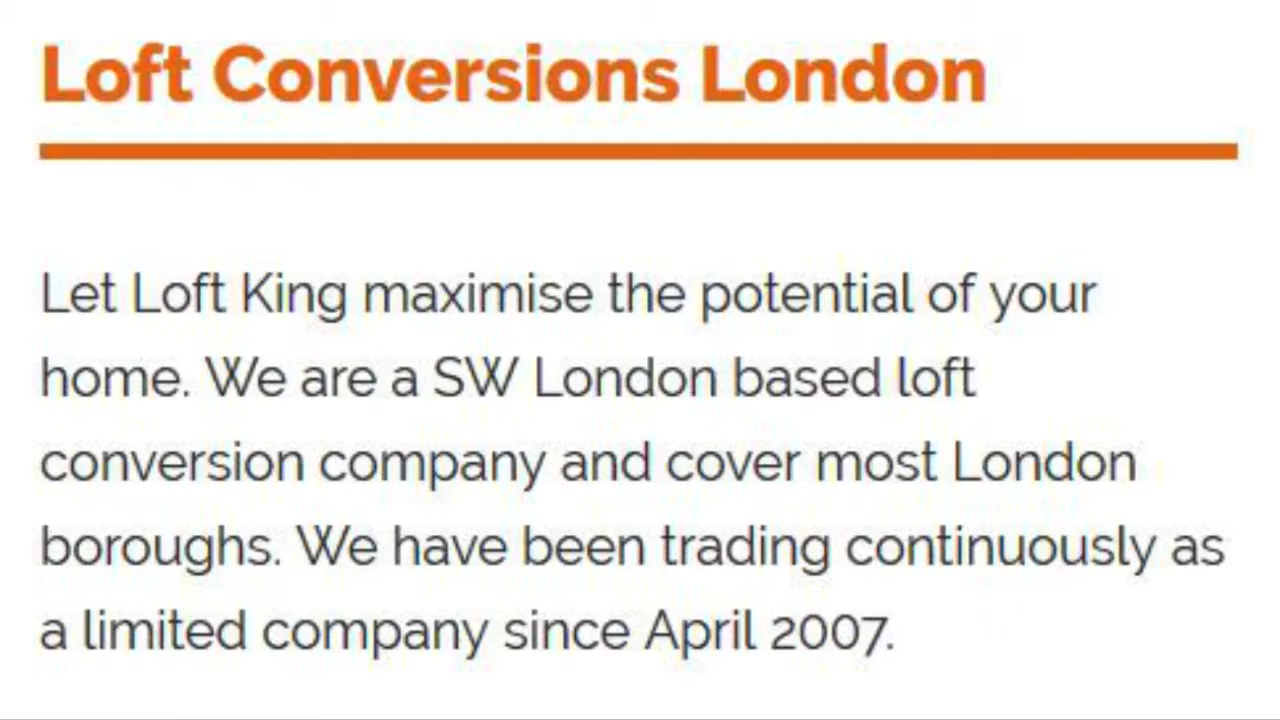 Loft Conversions London
Let Loft King maximise the potential of your
home. We are a SW London based loft
conversion company and cover most London
boroughs. We have been trading continuously as
a limited company since April 2007.